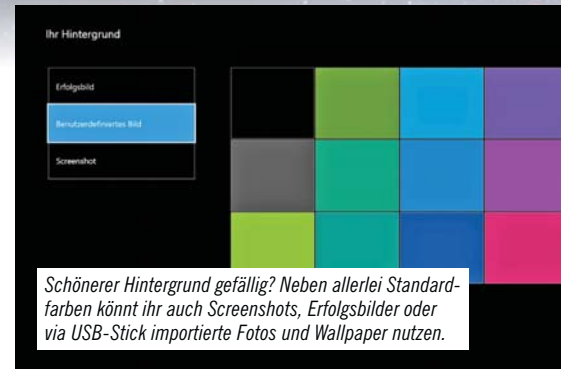 Ihr Hintergrund
Erfolgsbild
Benutzerdefiniertes Bild
Screenshot
Schönerer Hintergrund gefällig? Neben allerlei Standard-
farben könnt ihr auch Screenshots, Erfolgsbilder oder
via USB-Stick importierte Fotos und Wallpaper nutzen.